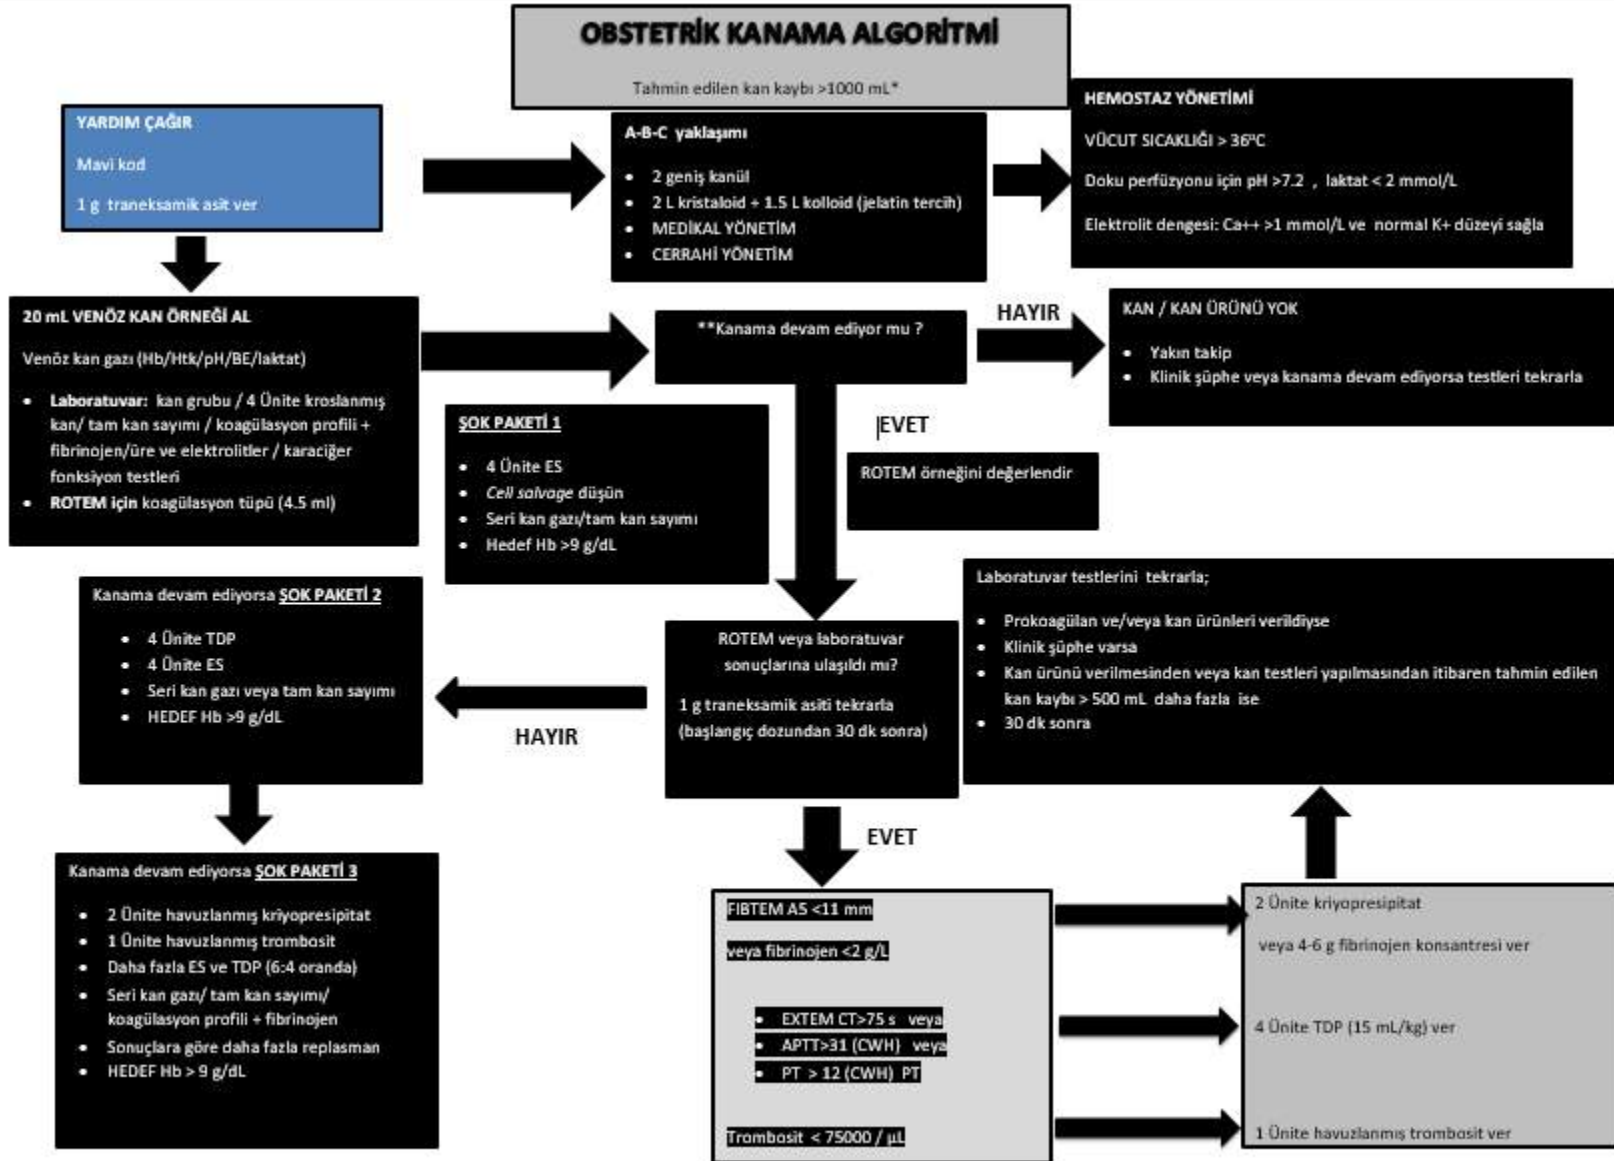 OBSTETRİK KANAMA ALGORİTMİ
Tahmin edilen kan kaybı >1000 mL*
YARDIM ÇAĞIR
Mavi kod
1 g traneksamik asit ver
A-B-C yaklaşımı
• 2 geniş kanül
• 2 L kristaloid + 1.5 L kolloid (jelatin tercih)
• MEDİKAL YÖNETİM
• CERRAHİ YÖNETİM
HEMOSTAZ YÖNETİMİ
VÜCUT SICAKLIĞI > 36°C
Doku perfüzyonu için pH >7.2 , laktat < 2 mmol/L
Elektrolit dengesi: Ca++ >1 mmol/L ve normal K+ düzeyi sağla
20 mL VENÖZ KAN ÖRNEĞİ AL
Venöz kan gazı (Hb/Htk/pH/BE/laktat)
• Laboratuvar: kan grubu / 4 Ünite kroslanmış
kan/ tam kan sayımı / koagülasyon profili +
fibrinojen/üre ve elektrolitler / karaciğer
fonksiyon testleri
• ROTEM için koagülasyon tüpü (4.5 ml)
**Kanama devam ediyor mu ?
HAYIR
KAN / KAN ÜRÜNÜ YOK
• Yakın takip
• Klinik şüphe veya kanama devam ediyorsa testleri tekrarla
ŞOK PAKETİ 1
• 4 Ünite ES
• Cell salvage düşün
• Seri kan gazı/tam kan sayımı
• Hedef Hb >9 g/dL
EVET
ROTEM örneğini değerlendir
Kanama devam ediyorsa ŞOK PAKETİ 2
• 4 Ünite TDP
• 4 Ünite ES
• Seri kan gazı veya tam kan sayımı
• HEDEF Hb >9 g/dL
HAYIR
ROTEM veya laboratuvar
sonuçlarına ulaşıldı mı?
1 g traneksamik asiti tekrarla
(başlangıç dozundan 30 dk sonra)
Laboratuvar testlerini tekrarla;
• Prokoagülan ve/veya kan ürünleri verildiyse
• Klinik şüphe varsa
• Kan ürünü verilmesinden veya kan testleri yapılmasından itibaren tahmin edilen
kan kaybı > 500 mL daha fazla ise
• 30 dk sonra
EVET
Kanama devam ediyorsa ŞOK PAKETİ 3
• 2 Ünite havuzlanmış kriyopresipitat
• 1 Ünite havuzlanmış trombosit
• Daha fazla ES ve TDP (6:4 oranda)
• Seri kan gazı/ tam kan sayımı/
koagülasyon profili + fibrinojen
• Sonuçlara göre daha fazla replasman
• HEDEF Hb > 9 g/dL
FIBTEM A5 <11 mm
veya fibrinojen <2 g/L
• EXTEM CT>75 s veya
• APTT>31 (CWH) veya
• PT > 12 (CWH) PT
Trombosit < 75000 / µL
2 Ünite kriyopresipitat
veya 4-6 g fibrinojen konsantresi ver
4 Ünite TDP (15 mL/kg) ver
1 Ünite havuzlanmış trombosit ver